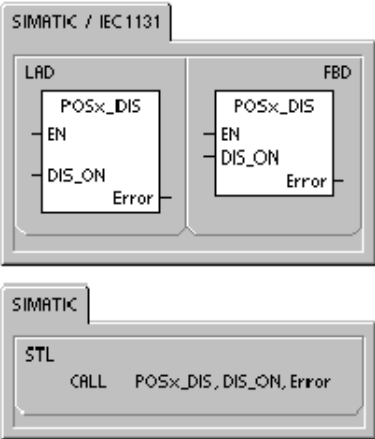 SIMATIC / IEC1131
LAD FBD
POSx_DIS POSx_DIS
EN EN
DIS_ON DIS_ON
Error Error
SIMATIC
STL
CALL POSx_DIS, DIS_ON, Error